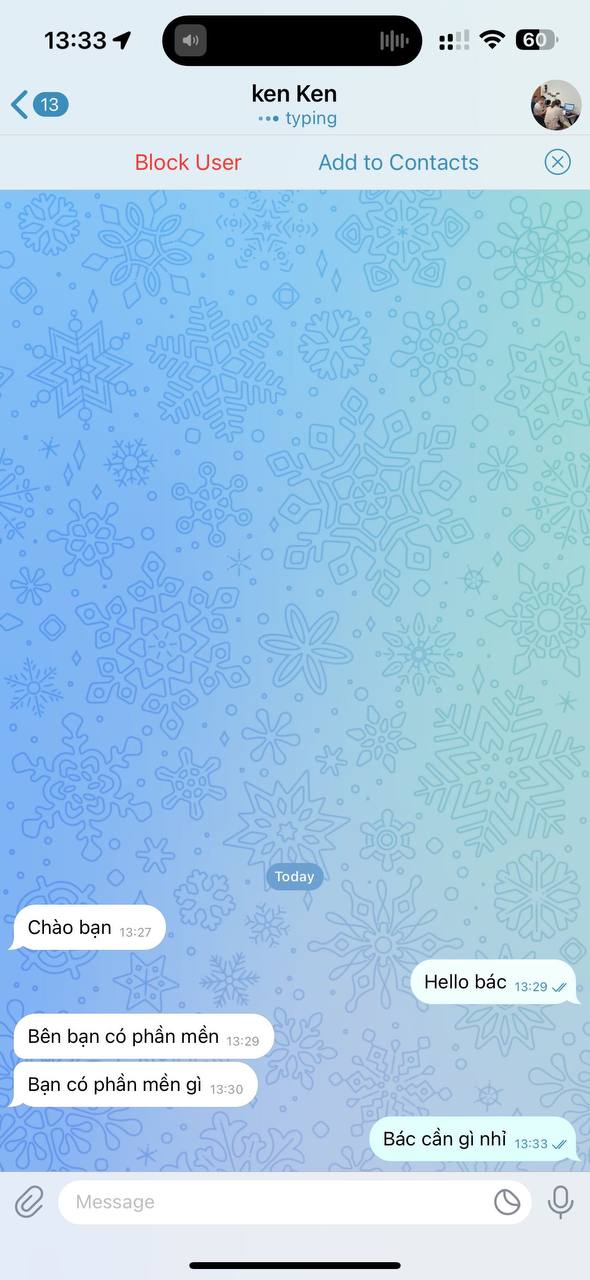 13:33
60
13
ken Ken
typing
Block User
Add to Contacts
Today
Chào bạn 13:27
Hello bác 13:29
Bên bạn có phần mền 13:29
Bạn có phần mền gì 13:30
Bác cần gì nhỉ 13:33
Message